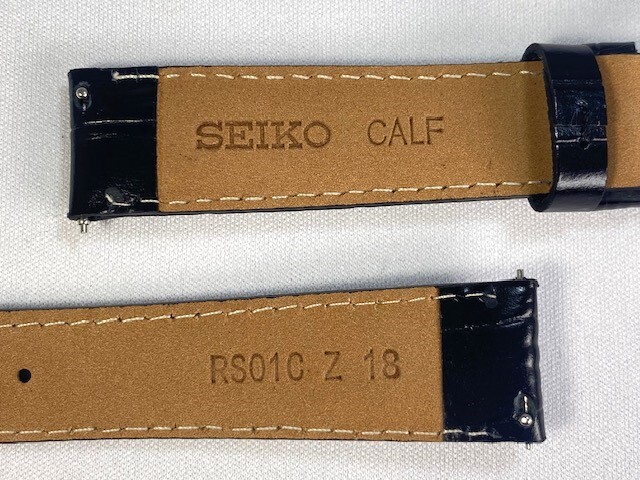 SEIKO CALF
RS01C Z 18